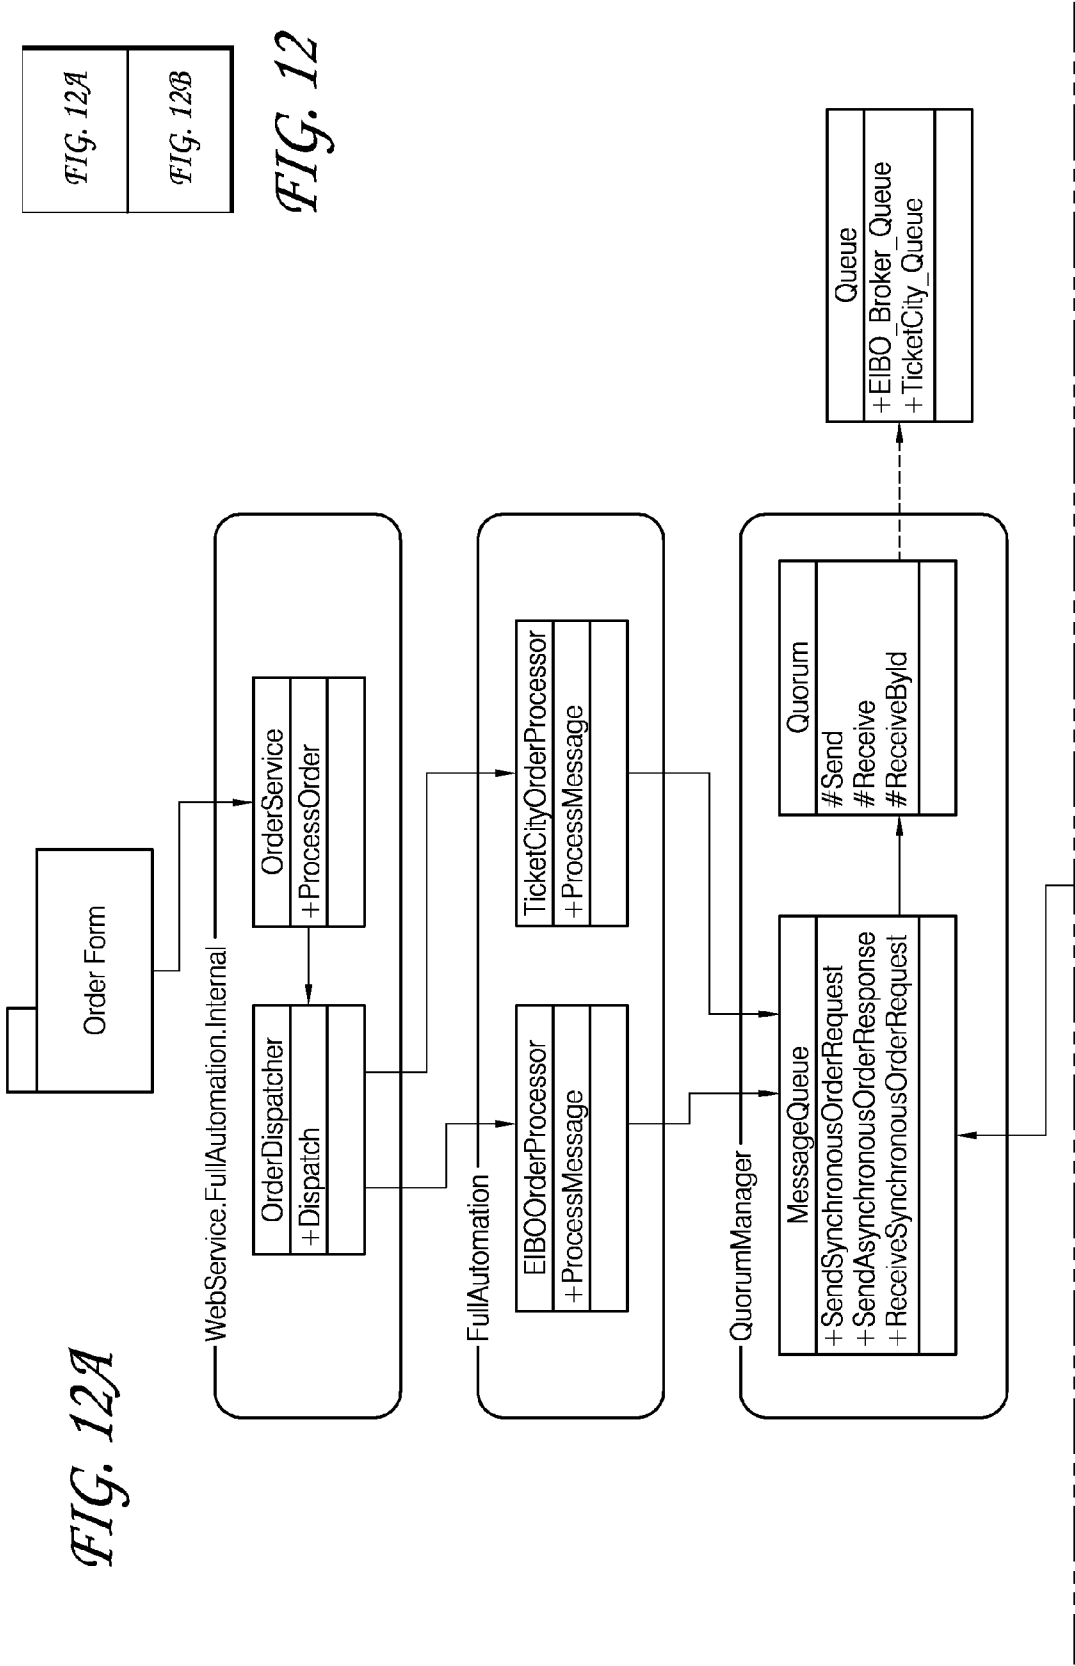 FIG. 12A
FIG. 12A
FIG. 12B
FIG. 12
Order Form
WebService.FullAutomation.Internal
OrderDispatcher
+Dispatch
OrderService
+ProcessOrder
FullAutomation
EIBOOrderProcessor
+ProcessMessage
TicketCityOrderProcessor
+ProcessMessage
QuorumManager
MessageQueue
+SendSynchronousOrderRequest
+SendAsynchronousOrderResponse
+ReceiveSynchronousOrderRequest
Quorum
#Send
#Receive
#ReceiveById
Queue
+EIBO_Broker_Queue
+TicketCity_Queue